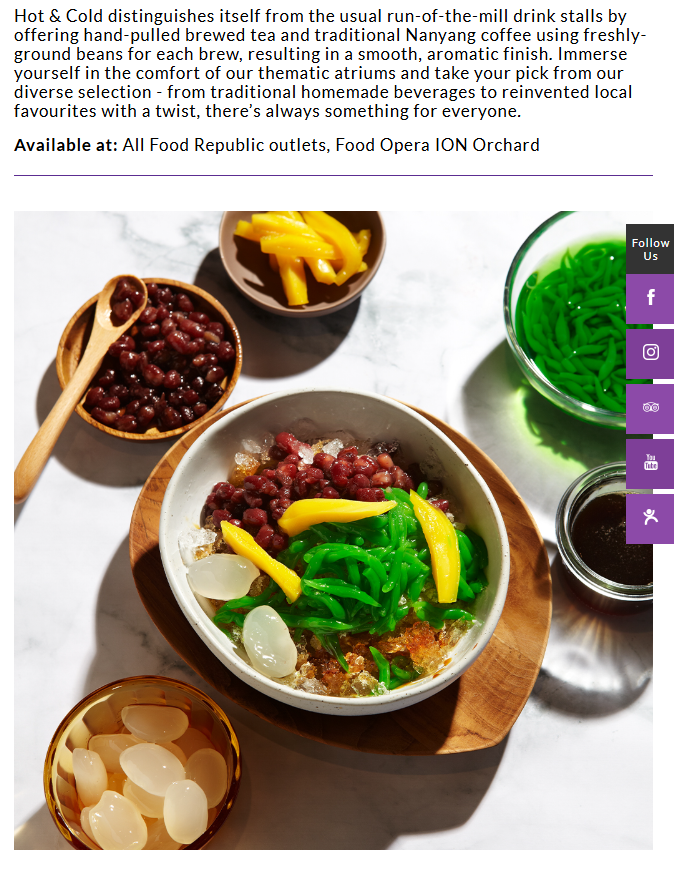 Hot & Cold distinguishes itself from the usual run-of-the-mill drink stalls by
offering hand-pulled brewed tea and traditional Nanyang coffee using freshly-
ground beans for each brew, resulting in a smooth, aromatic finish. Immerse
yourself in the comfort of our thematic atriums and take your pick from our
diverse selection - from traditional homemade beverages to reinvented local
favourites with a twist, there’s always something for everyone.
Available at: All Food Republic outlets, Food Opera ION Orchard
Follow
Us
f
You
Tube